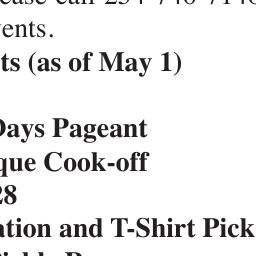 ents.
ts (as of May 1)
Days Pageant
que Cook-off
28
ation and T-Shirt Pick